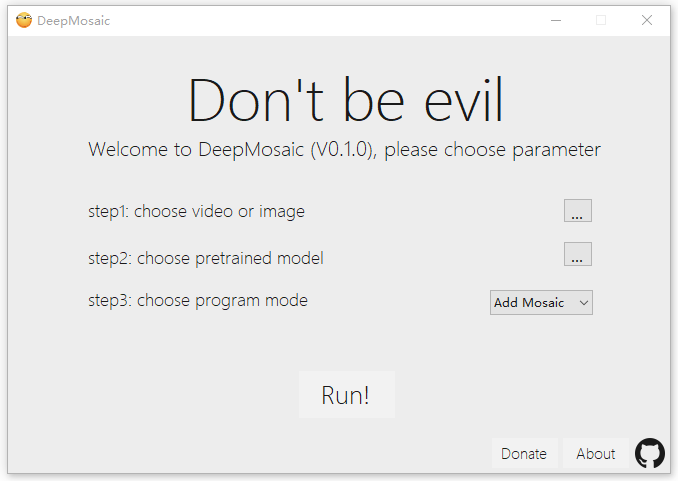 DeepMosaic
Don't be evil
Welcome to DeepMosaic (V0.1.0), please choose parameter
step1: choose video or image
...
step2: choose pretrained model
...
step3: choose program mode
Add Mosaic
Run!
Donate
About